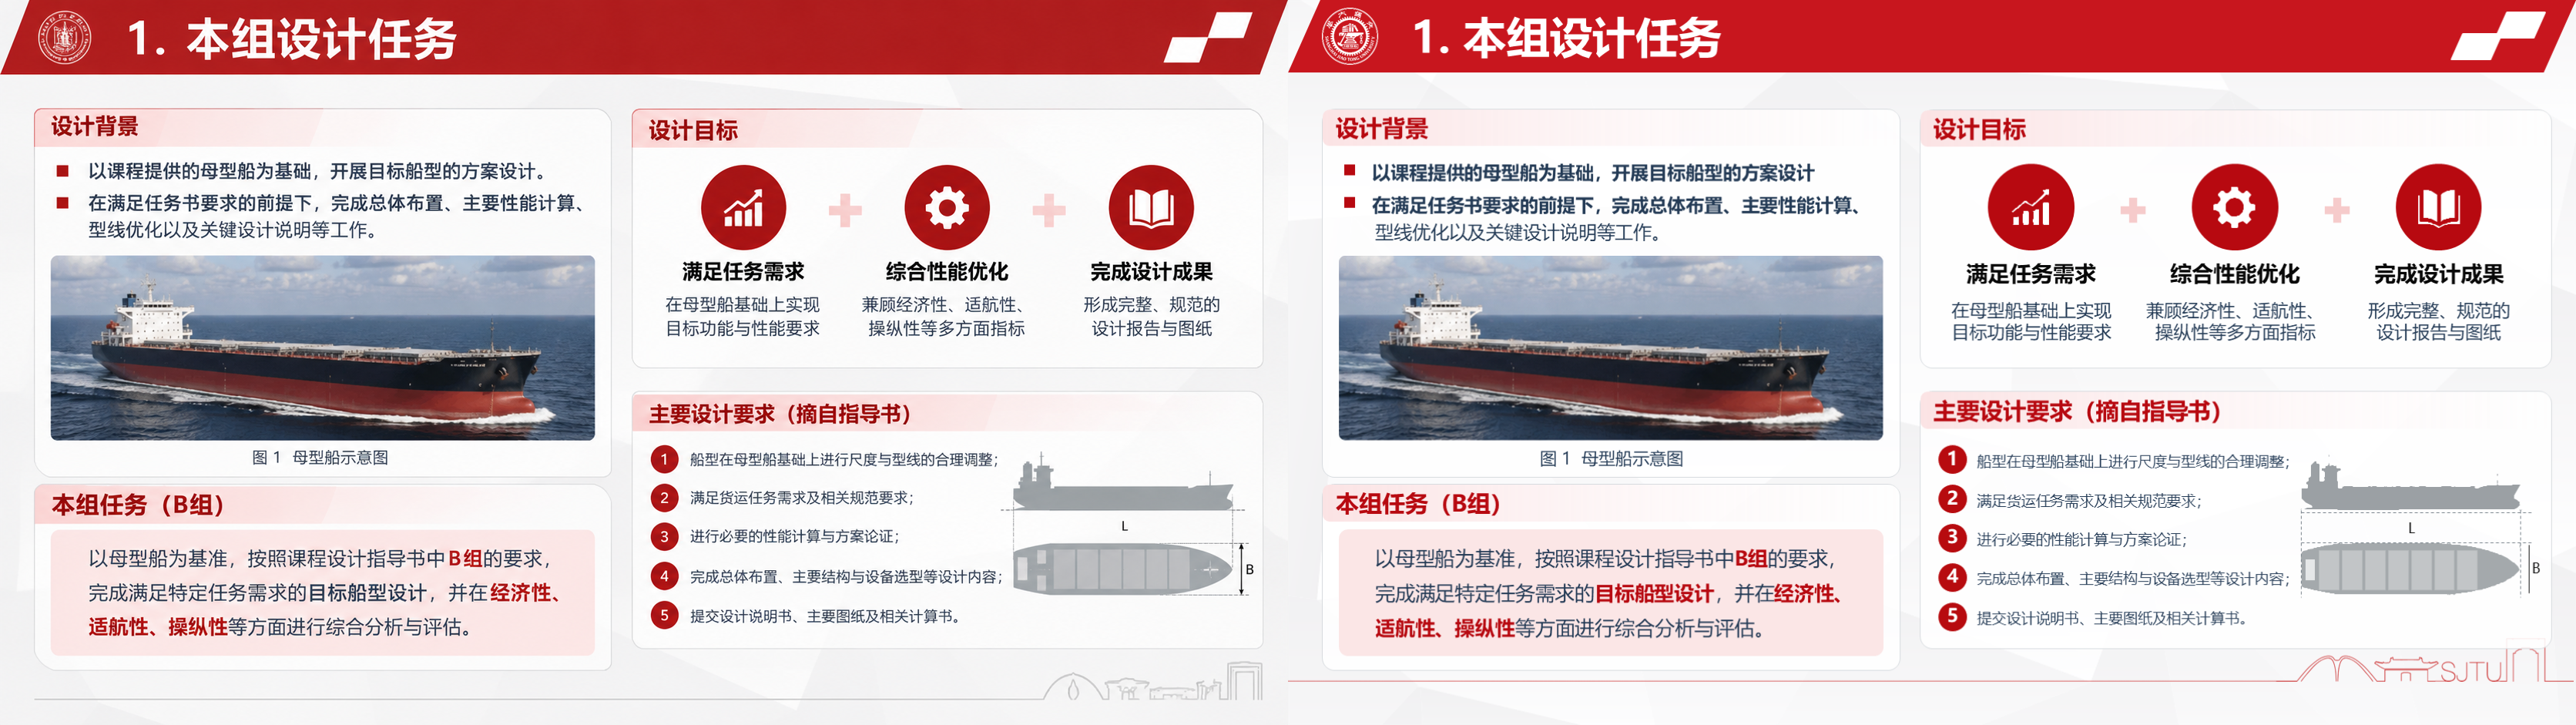 1. 本组设计任务
设计背景
以课程提供的母型船为基础，开展目标船型的方案设计。
在满足任务书要求的前提下，完成总体布置、主要性能计算、
型线优化以及关键设计说明等工作。
图 1 母型船示意图
本组任务（B组）
以母型船为基准，按照课程设计指导书中B组的要求，
完成满足特定任务需求的目标船型设计，并在经济性、
适航性、操纵性等方面进行综合分析与评估。
设计目标
满足任务需求
在母型船基础上实现
目标功能与性能要求
综合性能优化
兼顾经济性、适航性、
操纵性等多方面指标
完成设计成果
形成完整、规范的
设计报告与图纸
主要设计要求（摘自指导书）
1 船型在母型船基础上进行尺度与型线的合理调整；
2 满足货运任务需求及相关规范要求；
3 进行必要的性能计算与方案论证；
4 完成总体布置、主要结构与设备选型等设计内容；
5 提交设计说明书、主要图纸及相关计算书。
L
B
1. 本组设计任务
设计背景
以课程提供的母型船为基础，开展目标船型的方案设计
在满足任务书要求的前提下，完成总体布置、主要性能计算、
型线优化以及关键设计说明等工作。
图 1 母型船示意图
本组任务（B组）
以母型船为基准，按照课程设计指导书中B组的要求，
完成满足特定任务需求的目标船型设计，并在经济性、
适航性、操纵性等方面进行综合分析与评估。
设计目标
满足任务需求
在母型船基础上实现
目标功能与性能要求
综合性能优化
兼顾经济性、适航性、
操纵性等多方面指标
完成设计成果
形成完整、规范的
设计报告与图纸
主要设计要求（摘自指导书）
1 船型在母型船基础上进行尺度与型线的合理调整；
2 满足货运任务需求及相关规范要求；
3 进行必要的性能计算与方案论证；
4 完成总体布置、主要结构与设备选型等设计内容；
5 提交设计说明书、主要图纸及相关计算书。
L
B
SJTU